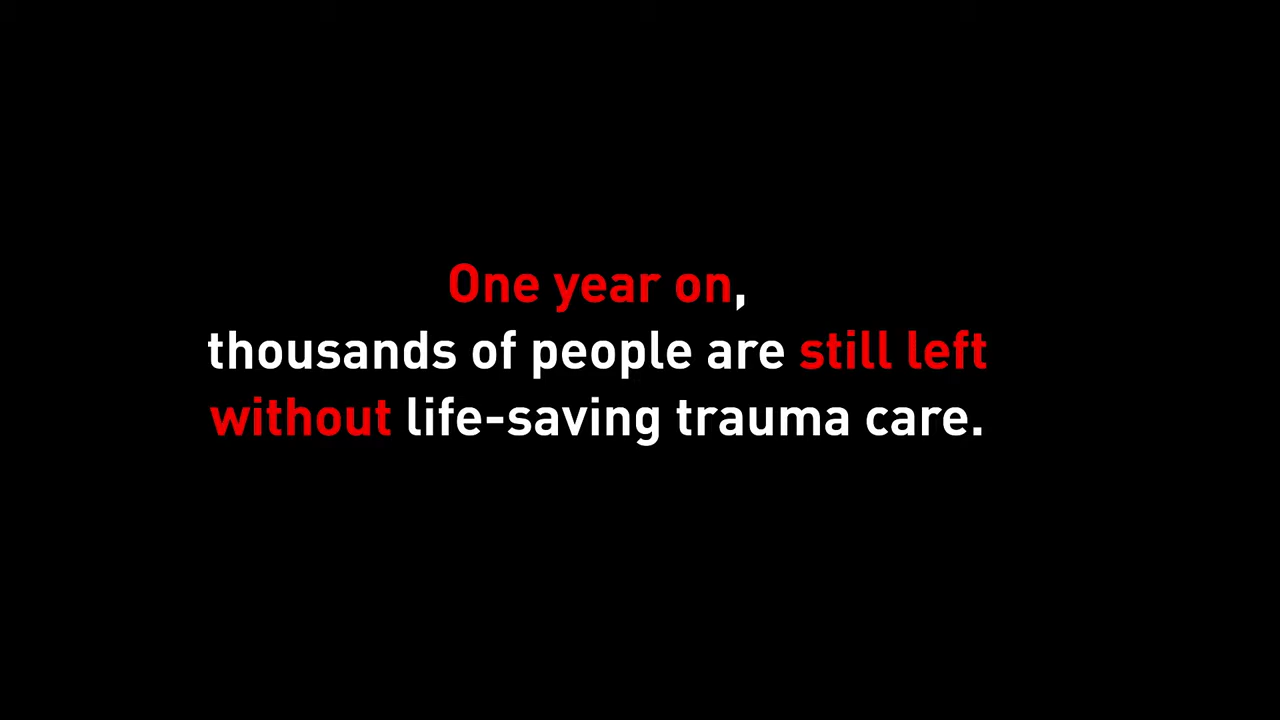 One year on,
thousands of people are still left
without life-saving trauma care.